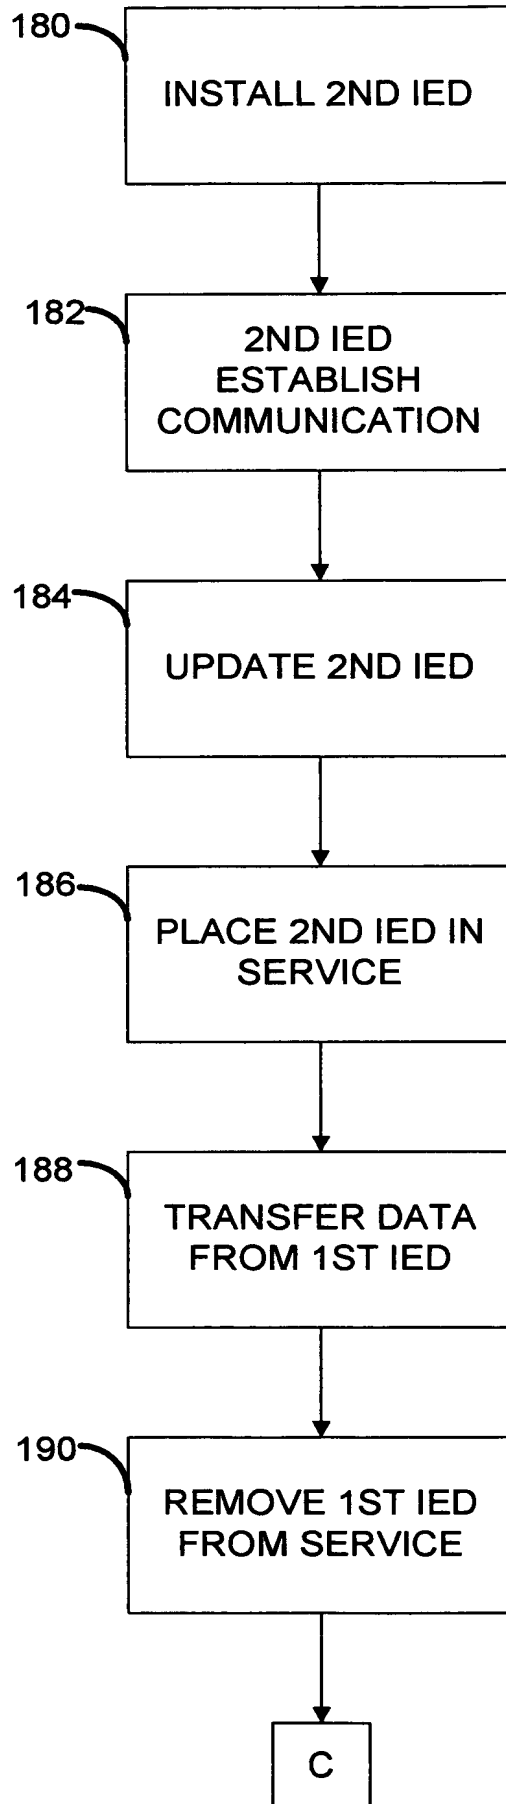 180
INSTALL 2ND IED
182
2ND IED
ESTABLISH
COMMUNICATION
184
UPDATE 2ND IED
186
PLACE 2ND IED IN
SERVICE
188
TRANSFER DATA
FROM 1ST IED
190
REMOVE 1ST IED
FROM SERVICE
C